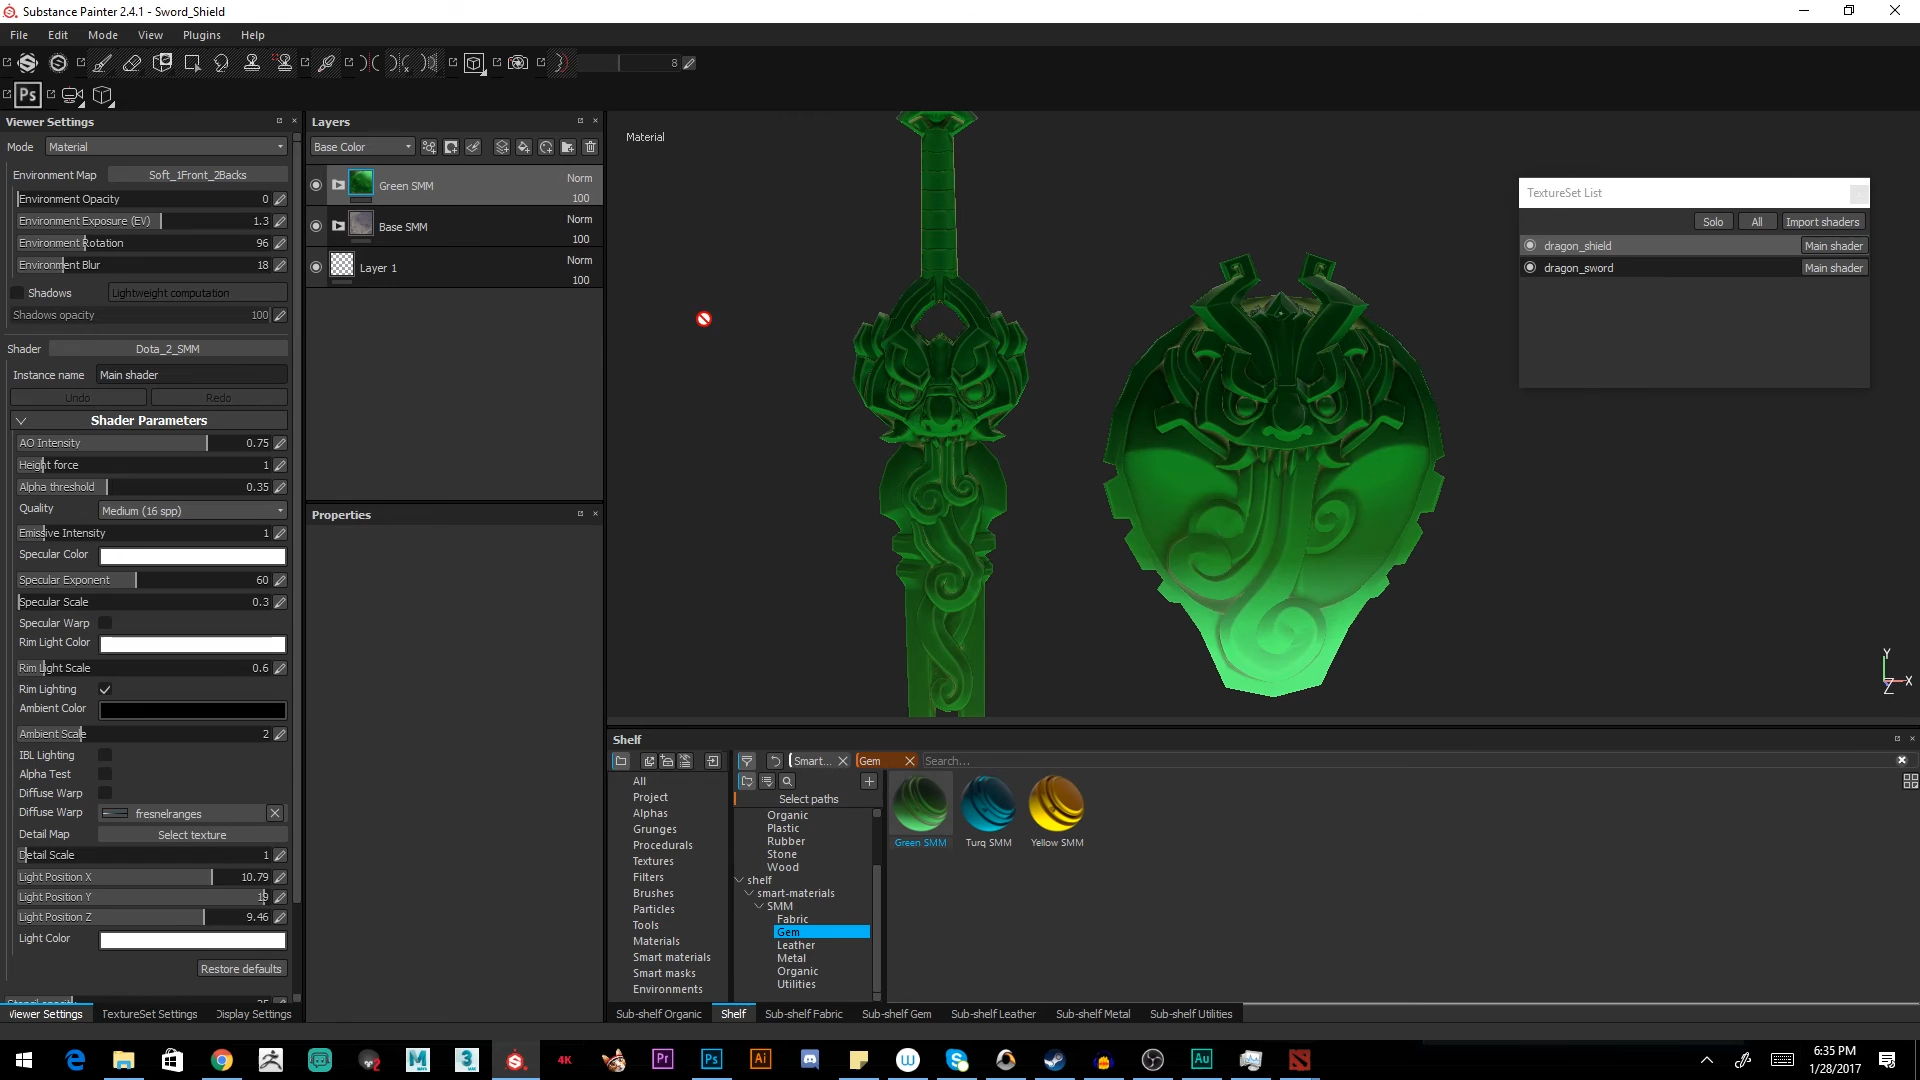 Substance Painter 2.4.1 - Sword_Shield
File Edit Mode View Plugins Help
8
Ps
Viewer Settings
Mode Material
Environment Map Soft_1Front_2Backs
Environment Opacity 0
Environment Exposure (EV) 1.3
Environment Rotation 96
Environment Blur 18
Shadows Lightweight computation
Shadows opacity 100
Shader Dota_2_SMM
Instance name Main shader
Undo Redo
Shader Parameters
AO Intensity 0.75
Height force 1
Alpha threshold 0.35
Quality Medium (16 spp)
Emissive Intensity 1
Specular Color
Specular Exponent 60
Specular Scale 0.3
Specular Warp
Rim Light Color
Rim Light Scale 0.6
Rim Lighting
Ambient Color
Ambient Scale 2
IBL Lighting
Alpha Test
Diffuse Warp
Diffuse Warp fresnelranges
Detail Map Select texture
Detail Scale 1
Light Position X 10.79
Light Position Y 19
Light Position Z 9.46
Light Color
Restore defaults
Stencil opacity 25
Viewer Settings TextureSet Settings Display Settings
Layers
Base Color
Green SMM Norm 100
Base SMM Norm 100
Layer 1 Norm 100
Properties
Material
TextureSet List
Solo All Import shaders
dragon_shield Main shader
dragon_sword Main shader
Y
X
Z
Shelf
Smart... Gem Search...
All
Project
Alphas
Grunges
Procedurals
Textures
Filters
Brushes
Particles
Tools
Materials
Smart materials
Smart masks
Environments
Select paths
Organic
Plastic
Rubber
Stone
Wood
shelf
smart-materials
SMM
Fabric
Gem
Leather
Metal
Organic
Utilities
Green SMM Turq SMM Yellow SMM
Sub-shelf Organic Shelf Sub-shelf Fabric Sub-shelf Gem Sub-shelf Leather Sub-shelf Metal Sub-shelf Utilities
4K Pr Ps Ai Au
6:35 PM
1/28/2017